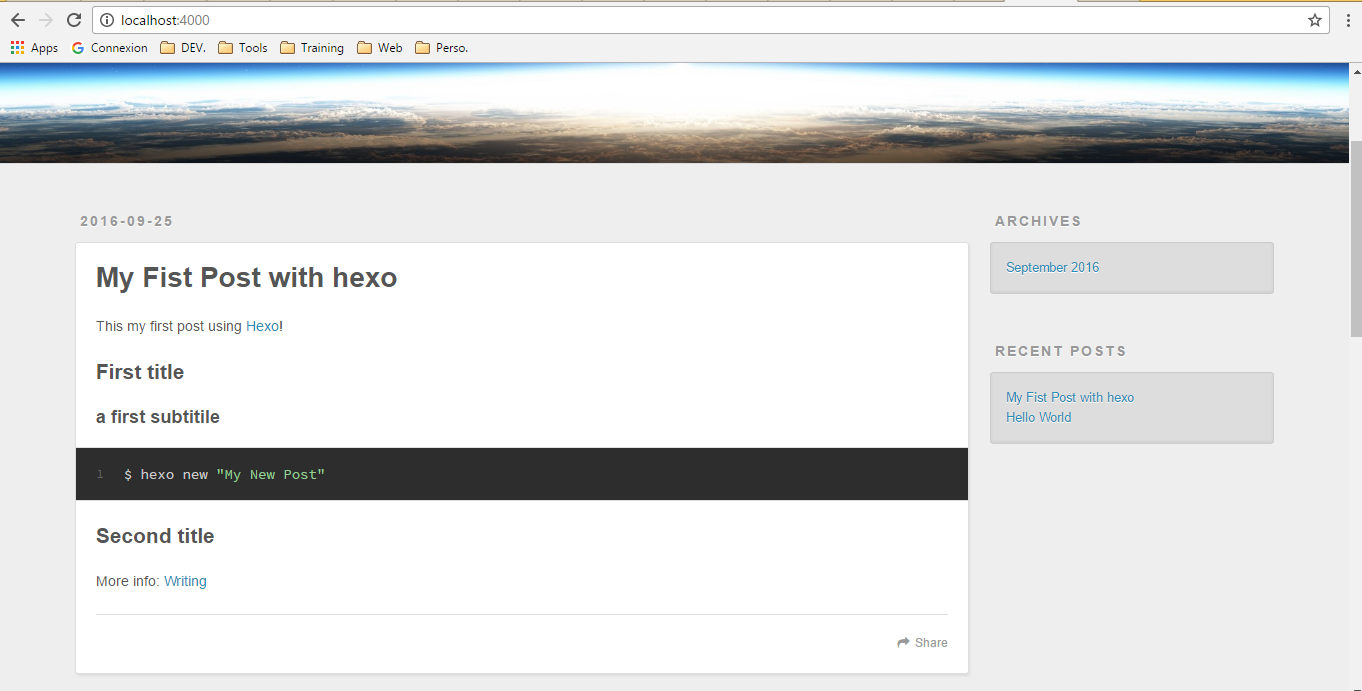 localhost:4000
Apps Connexion DEV. Tools Training Web Perso.
2016-09-25
My Fist Post with hexo
This my first post using Hexo!
First title
a first subtitile
1 $ hexo new "My New Post"
Second title
More info: Writing
Share
ARCHIVES
September 2016
RECENT POSTS
My Fist Post with hexo
Hello World